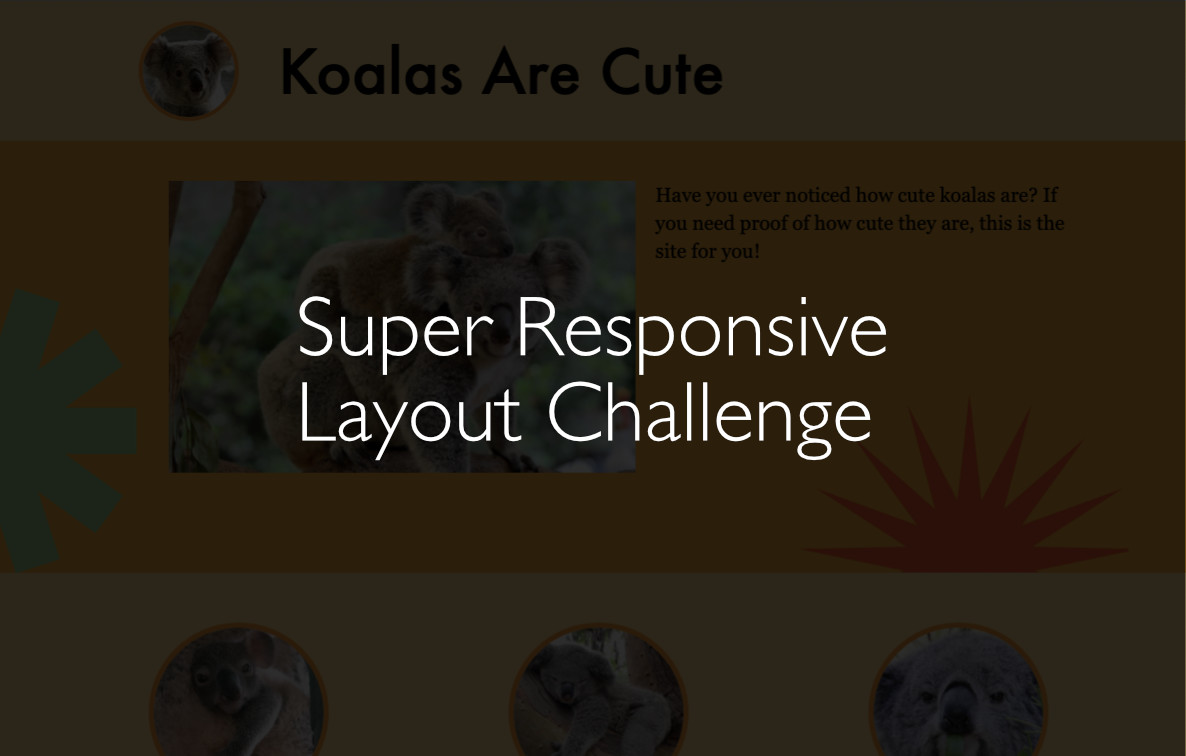 Koalas Are Cute
Have you ever noticed how cute koalas are? If
you need proof of how cute they are, this is the
site for you!
Super Responsive
Layout Challenge